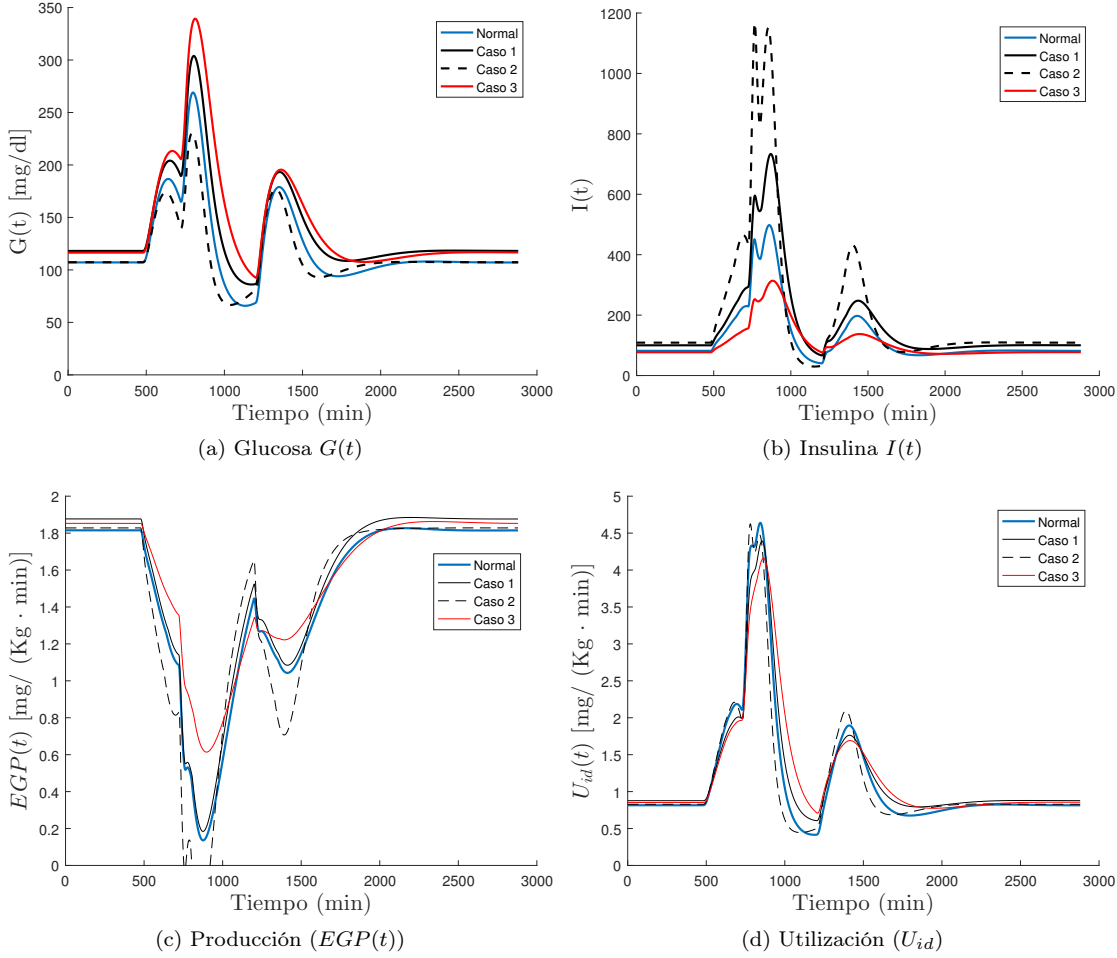 350
300
250
200
150
100
50
0
G(t) [mg/dl]
0 500 1000 1500 2000 2500 3000
Tiempo (min)
Normal
Caso 1
Caso 2
Caso 3
(a) Glucosa G(t)
1200
1000
800
600
400
200
0
I(t)
0 500 1000 1500 2000 2500 3000
Tiempo (min)
Normal
Caso 1
Caso 2
Caso 3
(b) Insulina I(t)
2
1.8
1.6
1.4
1.2
1
0.8
0.6
0.4
0.2
0
EGP(t) [mg/ (Kg · min)]
0 500 1000 1500 2000 2500 3000
Tiempo (min)
Normal
Caso 1
Caso 2
Caso 3
(c) Producción (EGP(t))
5
4.5
4
3.5
3
2.5
2
1.5
1
0.5
0
U_{id}(t) [mg/ (Kg · min)]
0 500 1000 1500 2000 2500 3000
Tiempo (min)
Normal
Caso 1
Caso 2
Caso 3
(d) Utilización (U_{id})